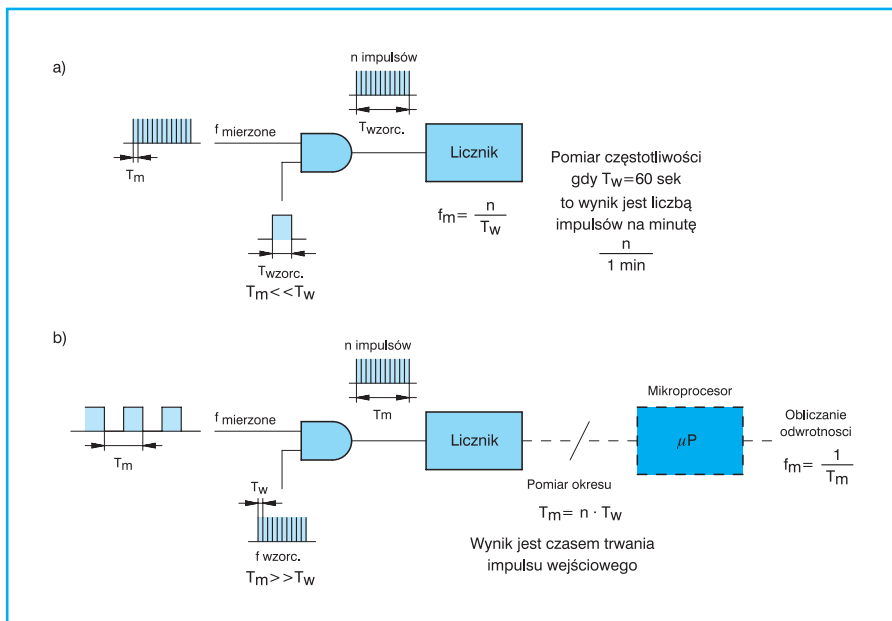 a)
n impulsów
Twzorc.
f mierzone
Tm
Licznik
fm= n
Tw
Twzorc.
Tm<<Tw
Pomiar częstotliwości
gdy Tw=60 sek
to wynik jest liczbą
impulsów na minutę
n
1 min
b)
n impulsów
Tm
f mierzone
Tm
Licznik
Mikroprocesor
µP
Obliczanie
odwrotnosci
fm= 1
Tm
Tw
f wzorc.
Tm>>Tw
Pomiar okresu
Tm= n · Tw
Wynik jest czasem trwania
impulsu wejściowego